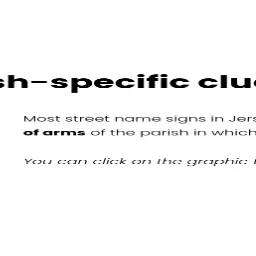 sh-specific clu
Most street name signs in Jers
of arms of the parish in which
You can click on the graphic